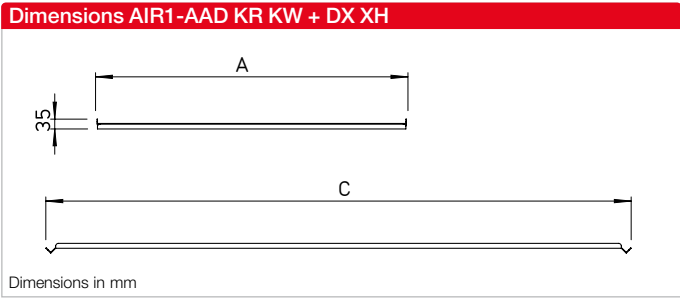 Dimensions AIR1-AAD KR KW + DX XH
A
35
C
Dimensions in mm